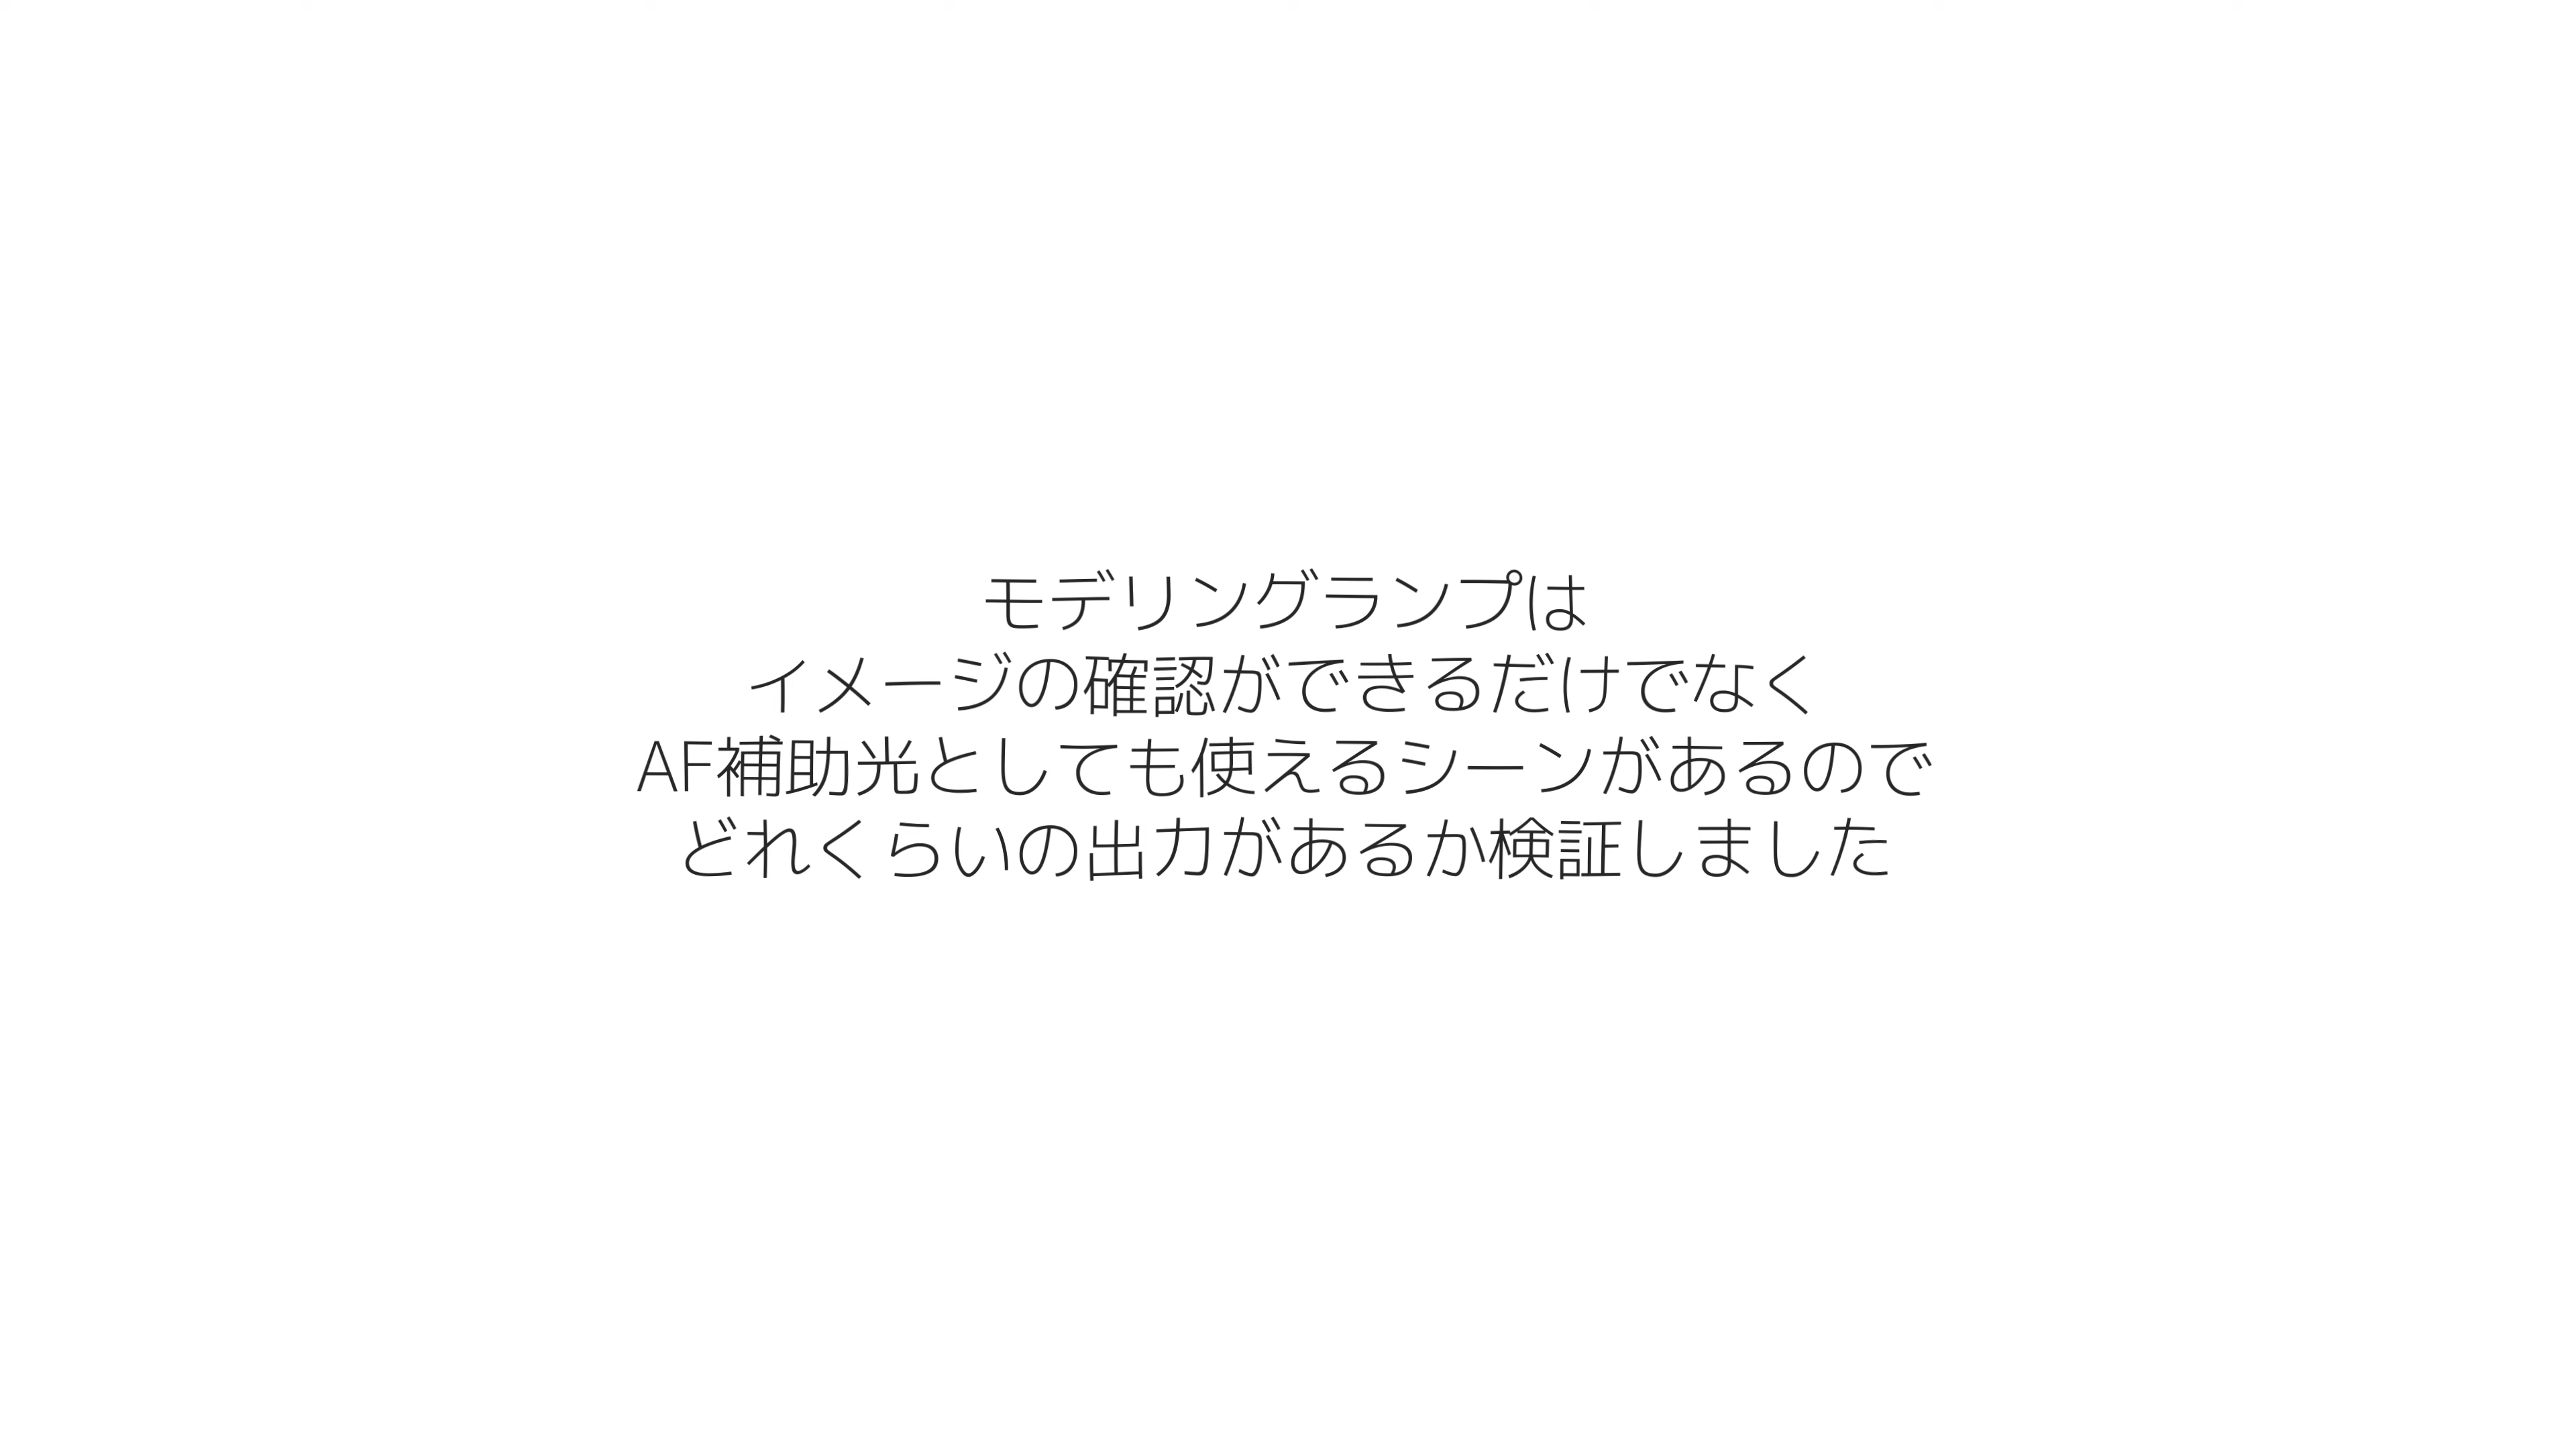 モデリングランプは
イメージの確認ができるだけでなく
AF補助光としても使えるシーンがあるので
どれくらいの出力があるか検証しました